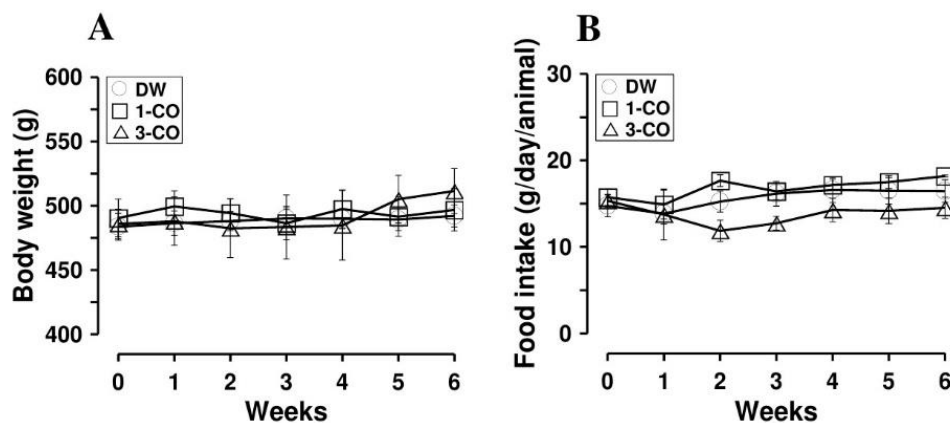 A
Body weight (g)
600
550
500
450
400
DW
1-CO
3-CO
0 1 2 3 4 5 6
Weeks
B
Food intake (g/day/animal)
30
20
10
0
DW
1-CO
3-CO
0 1 2 3 4 5 6
Weeks